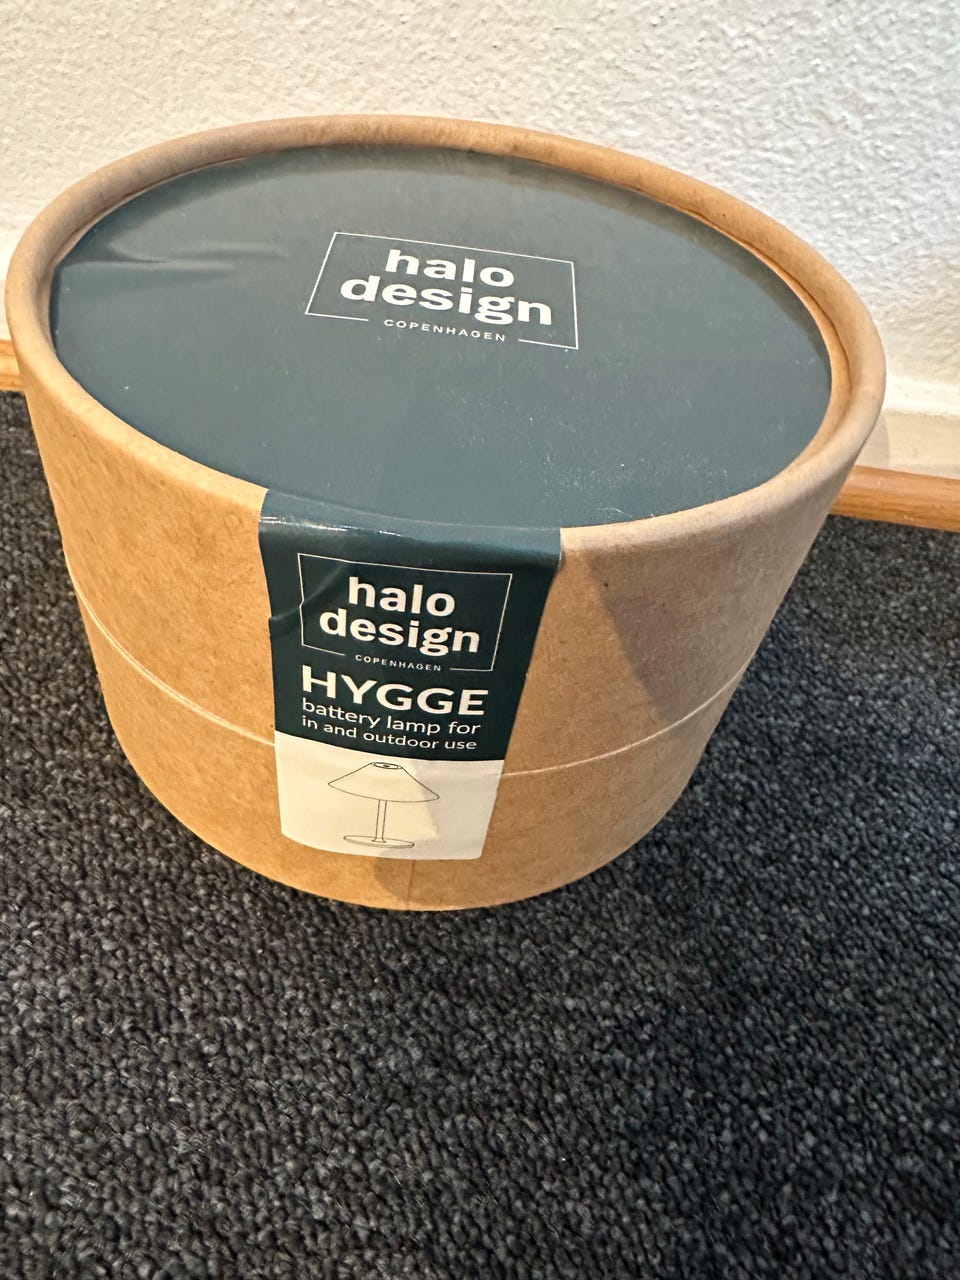 halo
design
COPENHAGEN
halo
design
COPENHAGEN
HYGGE
battery lamp for
in and outdoor use